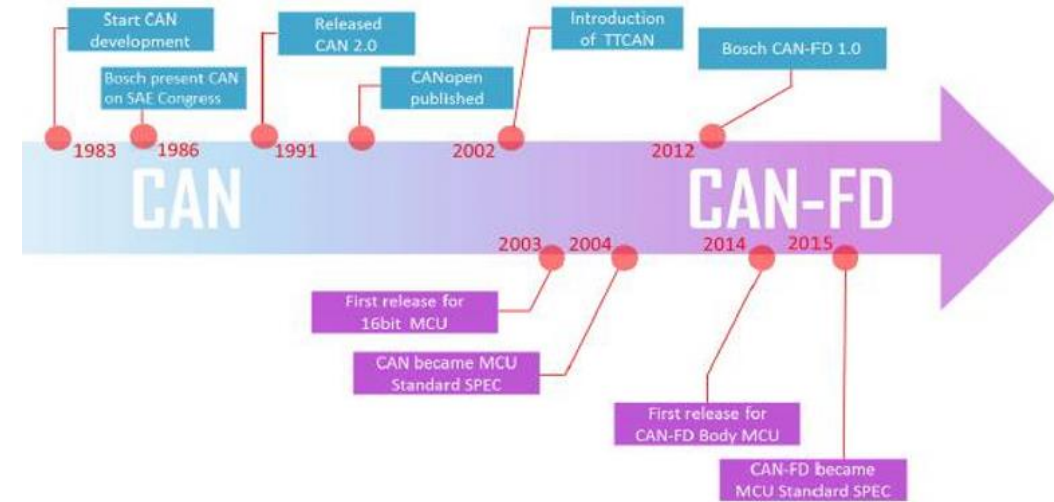 Start CAN
development
Bosch present CAN
on SAE Congress
Released
CAN 2.0
CANopen
published
Introduction
of TTCAN
Bosch CAN-FD 1.0
1983
1986
1991
2002
2012
CAN
CAN-FD
2003
2004
2014
2015
First release for
16bit MCU
CAN became MCU
Standard SPEC
First release for
CAN-FD Body MCU
CAN-FD became
MCU Standard SPEC